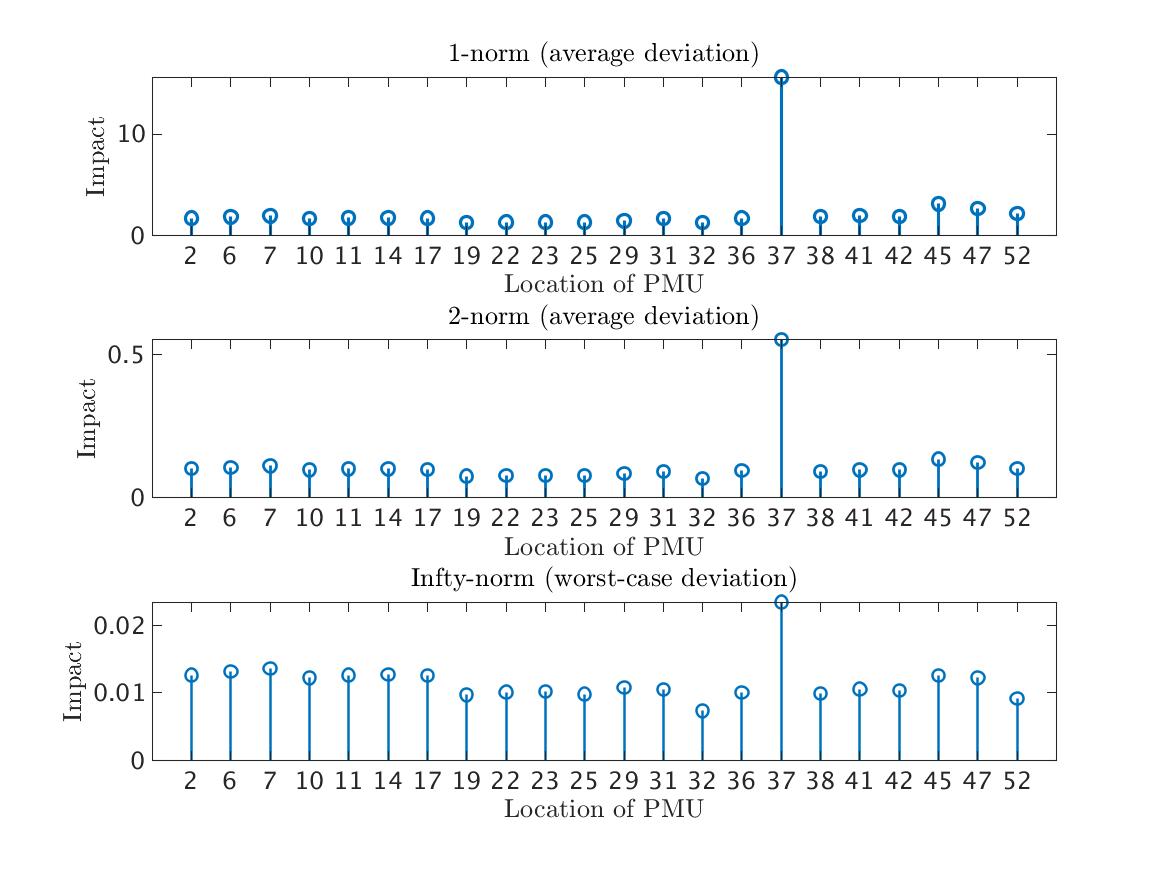 1-norm (average deviation)
Impact
10
0
2 6 7 10 11 14 17 19 22 23 25 29 31 32 36 37 38 41 42 45 47 52
Location of PMU
2-norm (average deviation)
Impact
0.5
0
2 6 7 10 11 14 17 19 22 23 25 29 31 32 36 37 38 41 42 45 47 52
Location of PMU
Infty-norm (worst-case deviation)
Impact
0.02
0.01
0
2 6 7 10 11 14 17 19 22 23 25 29 31 32 36 37 38 41 42 45 47 52
Location of PMU